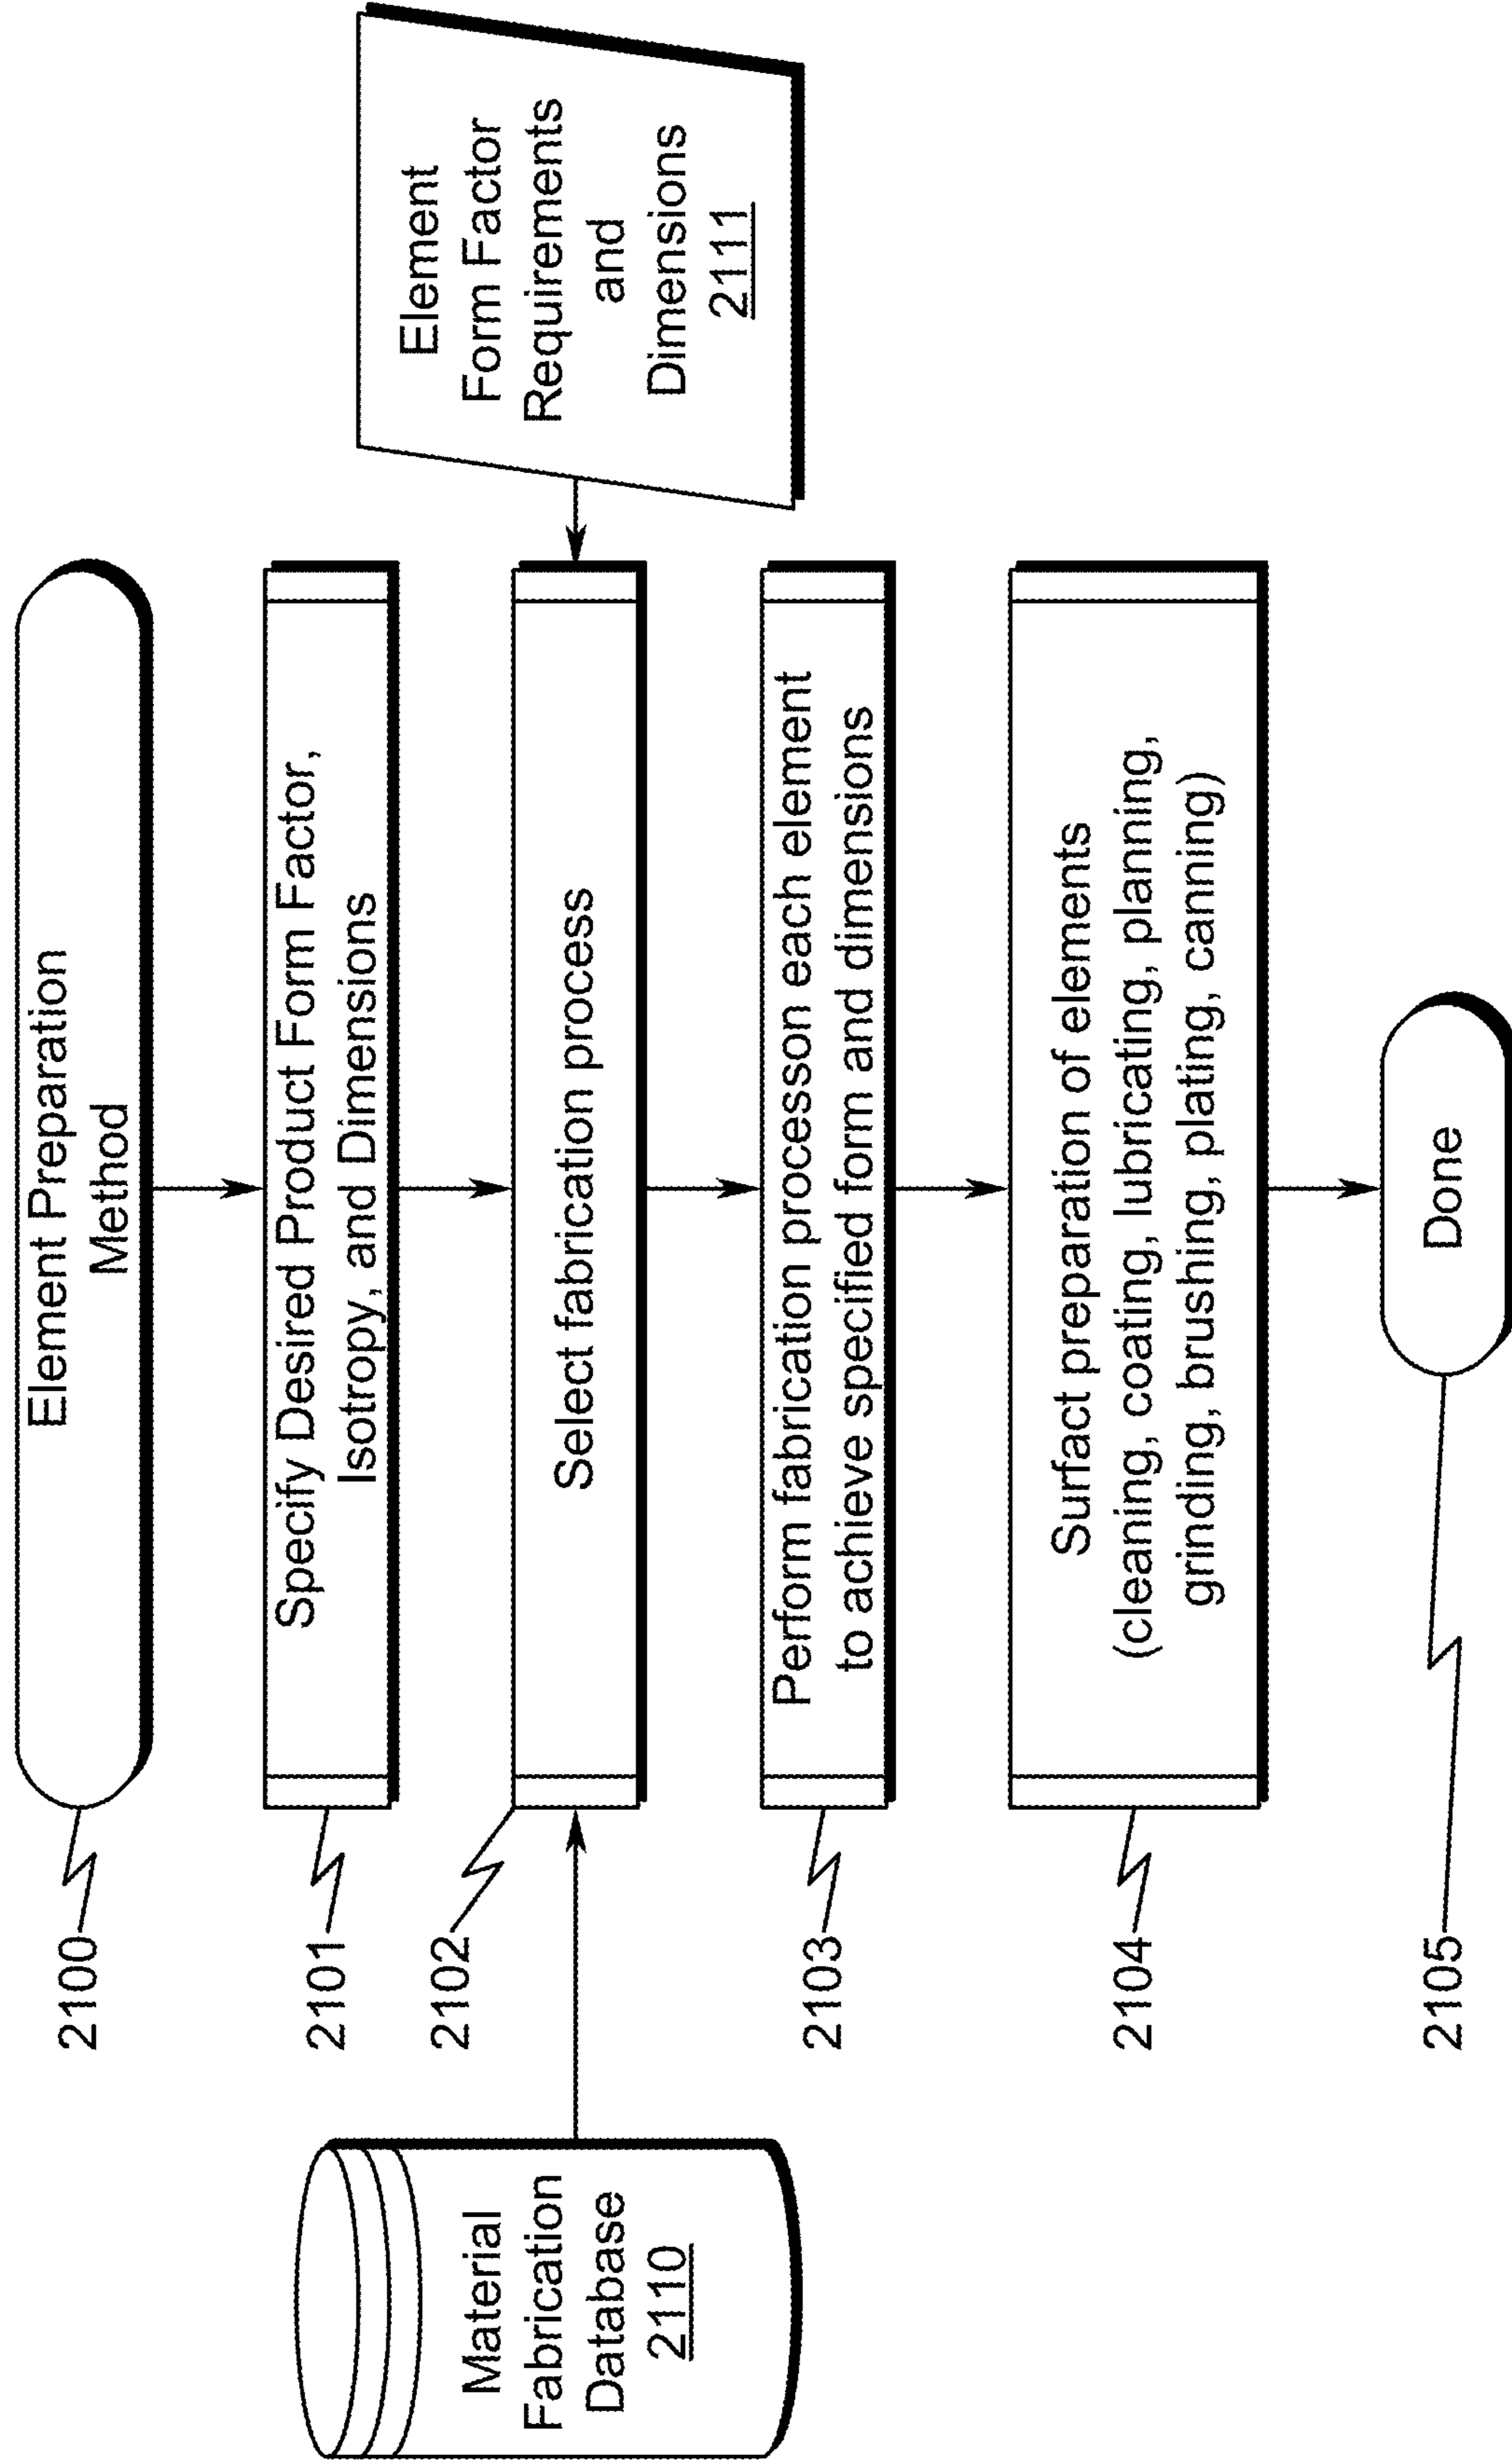 2100
Element Preparation
Method
2101
Specify Desired Product Form Factor,
Isotropy, and Dimensions
2102
Select fabrication process
Material
Fabrication
Database
2110
Element
Form Factor
Requirements
and
Dimensions
2111
2103
Perform fabrication processon each element
to achieve specified form and dimensions
2104
Surfact preparation of elements
(cleaning, coating, lubricating, planning,
grinding, brushing, plating, canning)
2105
Done